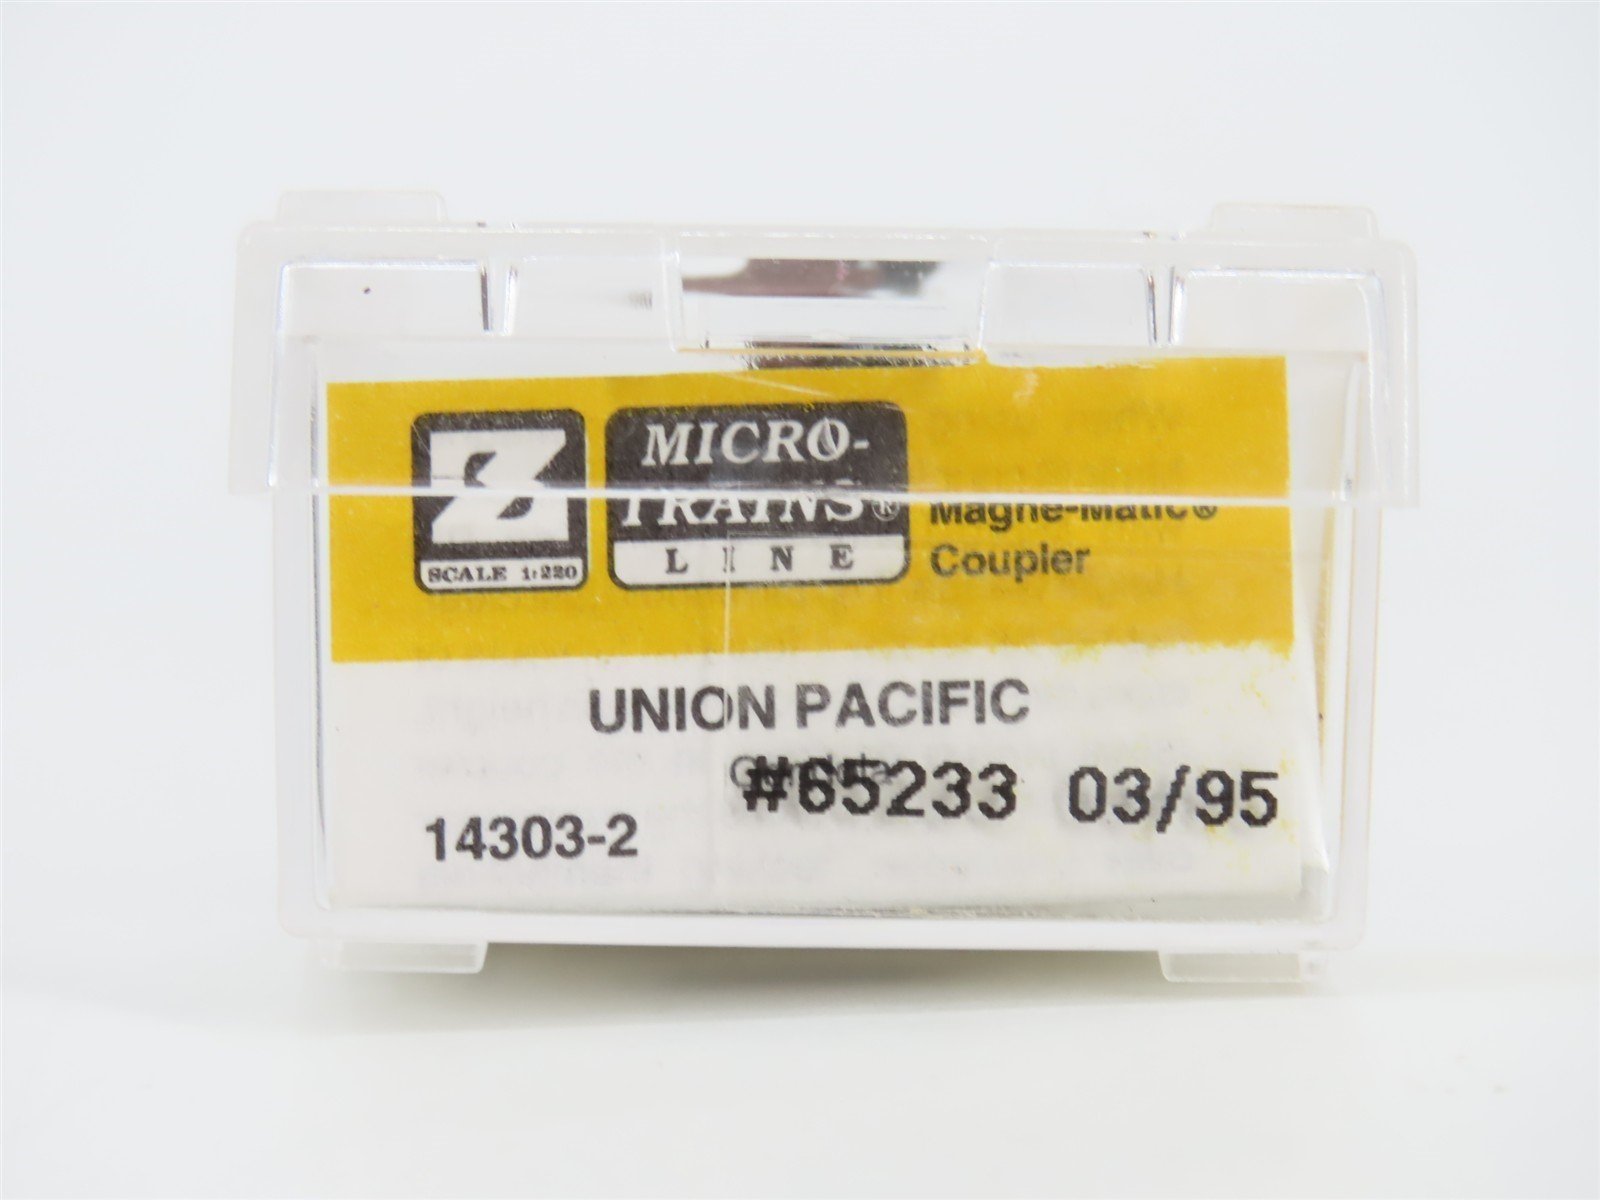 Z
SCALE 1:220
MICRO-
TRAINS®
LINE
Magne-Matic®
Coupler
UNION PACIFIC
#65233 03/95
14303-2